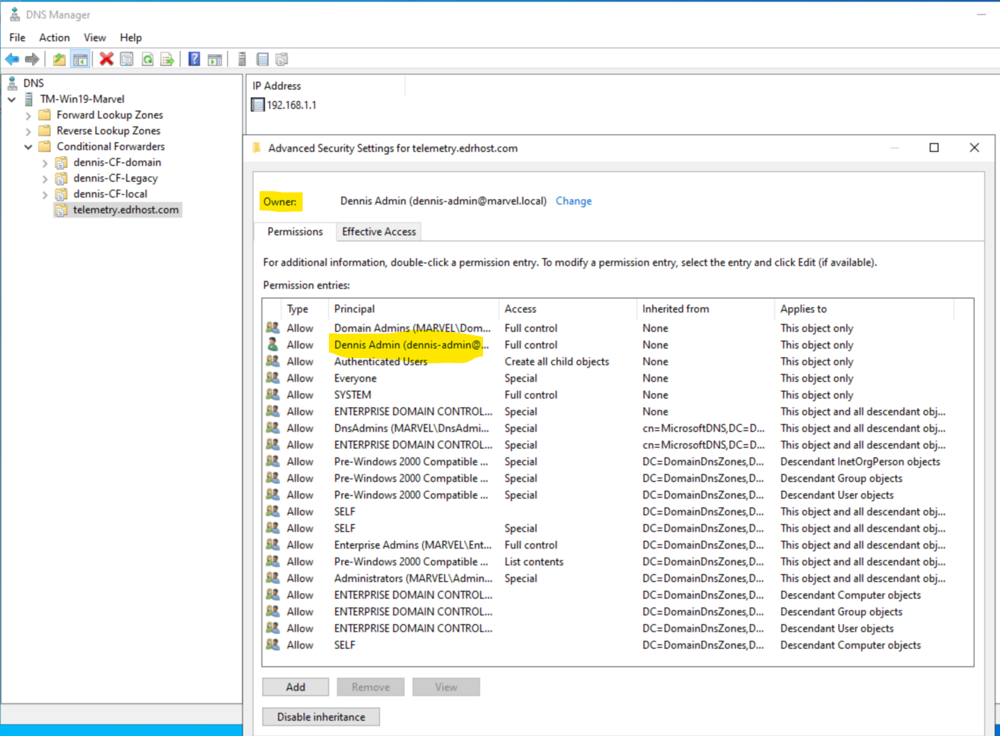 DNS Manager
File Action View Help
DNS
TM-Win19-Marvel
Forward Lookup Zones
Reverse Lookup Zones
Conditional Forwarders
dennis-CF-domain
dennis-CF-Legacy
dennis-CF-local
telemetry.edrhost.com
IP Address
192.168.1.1
Advanced Security Settings for telemetry.edrhost.com
Owner: Dennis Admin (dennis-admin@marvel.local) Change
Permissions Effective Access
For additional information, double-click a permission entry. To modify a permission entry, select the entry and click Edit (if available).
Permission entries:
Type Principal Access Inherited from Applies to
Allow Domain Admins (MARVEL\Dom... Full control None This object only
Allow Dennis Admin (dennis-admin@... Full control None This object only
Allow Authenticated Users Create all child objects None This object only
Allow Everyone Special None This object only
Allow SYSTEM Full control None This object only
Allow ENTERPRISE DOMAIN CONTROL... Special None This object and all descendant obj...
Allow DnsAdmins (MARVEL\DnsAdmi... Special cn=MicrosoftDNS,DC=D... This object and all descendant obj...
Allow ENTERPRISE DOMAIN CONTROL... Special cn=MicrosoftDNS,DC=D... This object and all descendant obj...
Allow Pre-Windows 2000 Compatible ... Special DC=DomainDnsZones,D... Descendant InetOrgPerson objects
Allow Pre-Windows 2000 Compatible ... Special DC=DomainDnsZones,D... Descendant Group objects
Allow Pre-Windows 2000 Compatible ... Special DC=DomainDnsZones,D... Descendant User objects
Allow SELF DC=DomainDnsZones,D... This object and all descendant obj...
Allow SELF Special DC=DomainDnsZones,D... This object and all descendant obj...
Allow Enterprise Admins (MARVEL\Ent... Full control DC=DomainDnsZones,D... This object and all descendant obj...
Allow Pre-Windows 2000 Compatible ... List contents DC=DomainDnsZones,D... This object and all descendant obj...
Allow Administrators (MARVEL\Admin... Special DC=DomainDnsZones,D... This object and all descendant obj...
Allow ENTERPRISE DOMAIN CONTROL... DC=DomainDnsZones,D... Descendant Computer objects
Allow ENTERPRISE DOMAIN CONTROL... DC=DomainDnsZones,D... Descendant Group objects
Allow ENTERPRISE DOMAIN CONTROL... DC=DomainDnsZones,D... Descendant User objects
Allow SELF DC=DomainDnsZones,D... Descendant Computer objects
Add Remove View
Disable inheritance